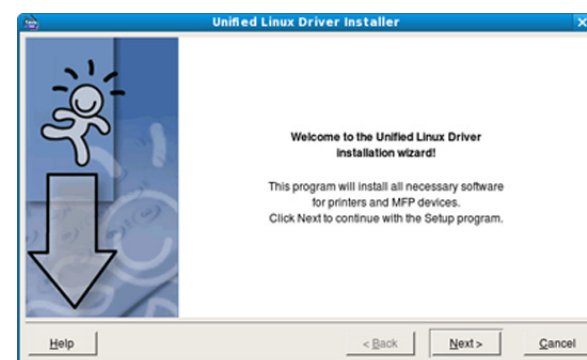 Unified Linux Driver Installer
Welcome to the Unified Linux Driver
installation wizard!
This program will install all necessary software
for printers and MFP devices.
Click Next to continue with the Setup program.
Help
< Back
Next >
Cancel